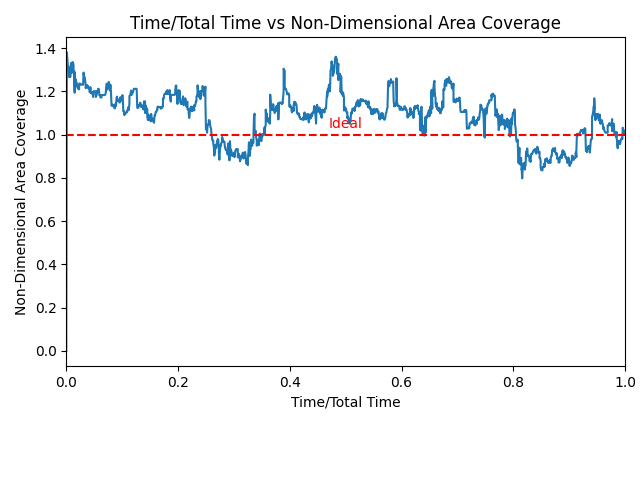 Time/Total Time vs Non-Dimensional Area Coverage
Non-Dimensional Area Coverage
1.4
1.2
1.0
0.8
0.6
0.4
0.2
0.0
Ideal
0.0 0.2 0.4 0.6 0.8 1.0
Time/Total Time